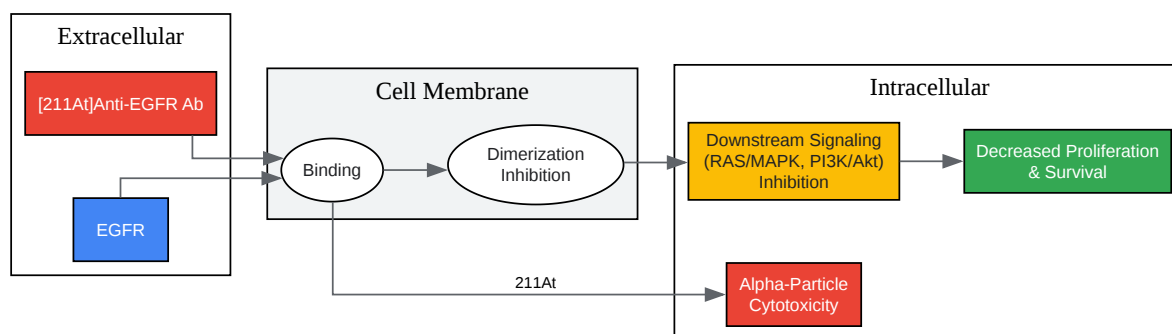 Extracellular
[211At]Anti-EGFR Ab
EGFR
Cell Membrane
Binding
Dimerization
Inhibition
211At
Intracellular
Downstream Signaling
(RAS/MAPK, PI3K/Akt)
Inhibition
Decreased Proliferation
& Survival
Alpha-Particle
Cytotoxicity